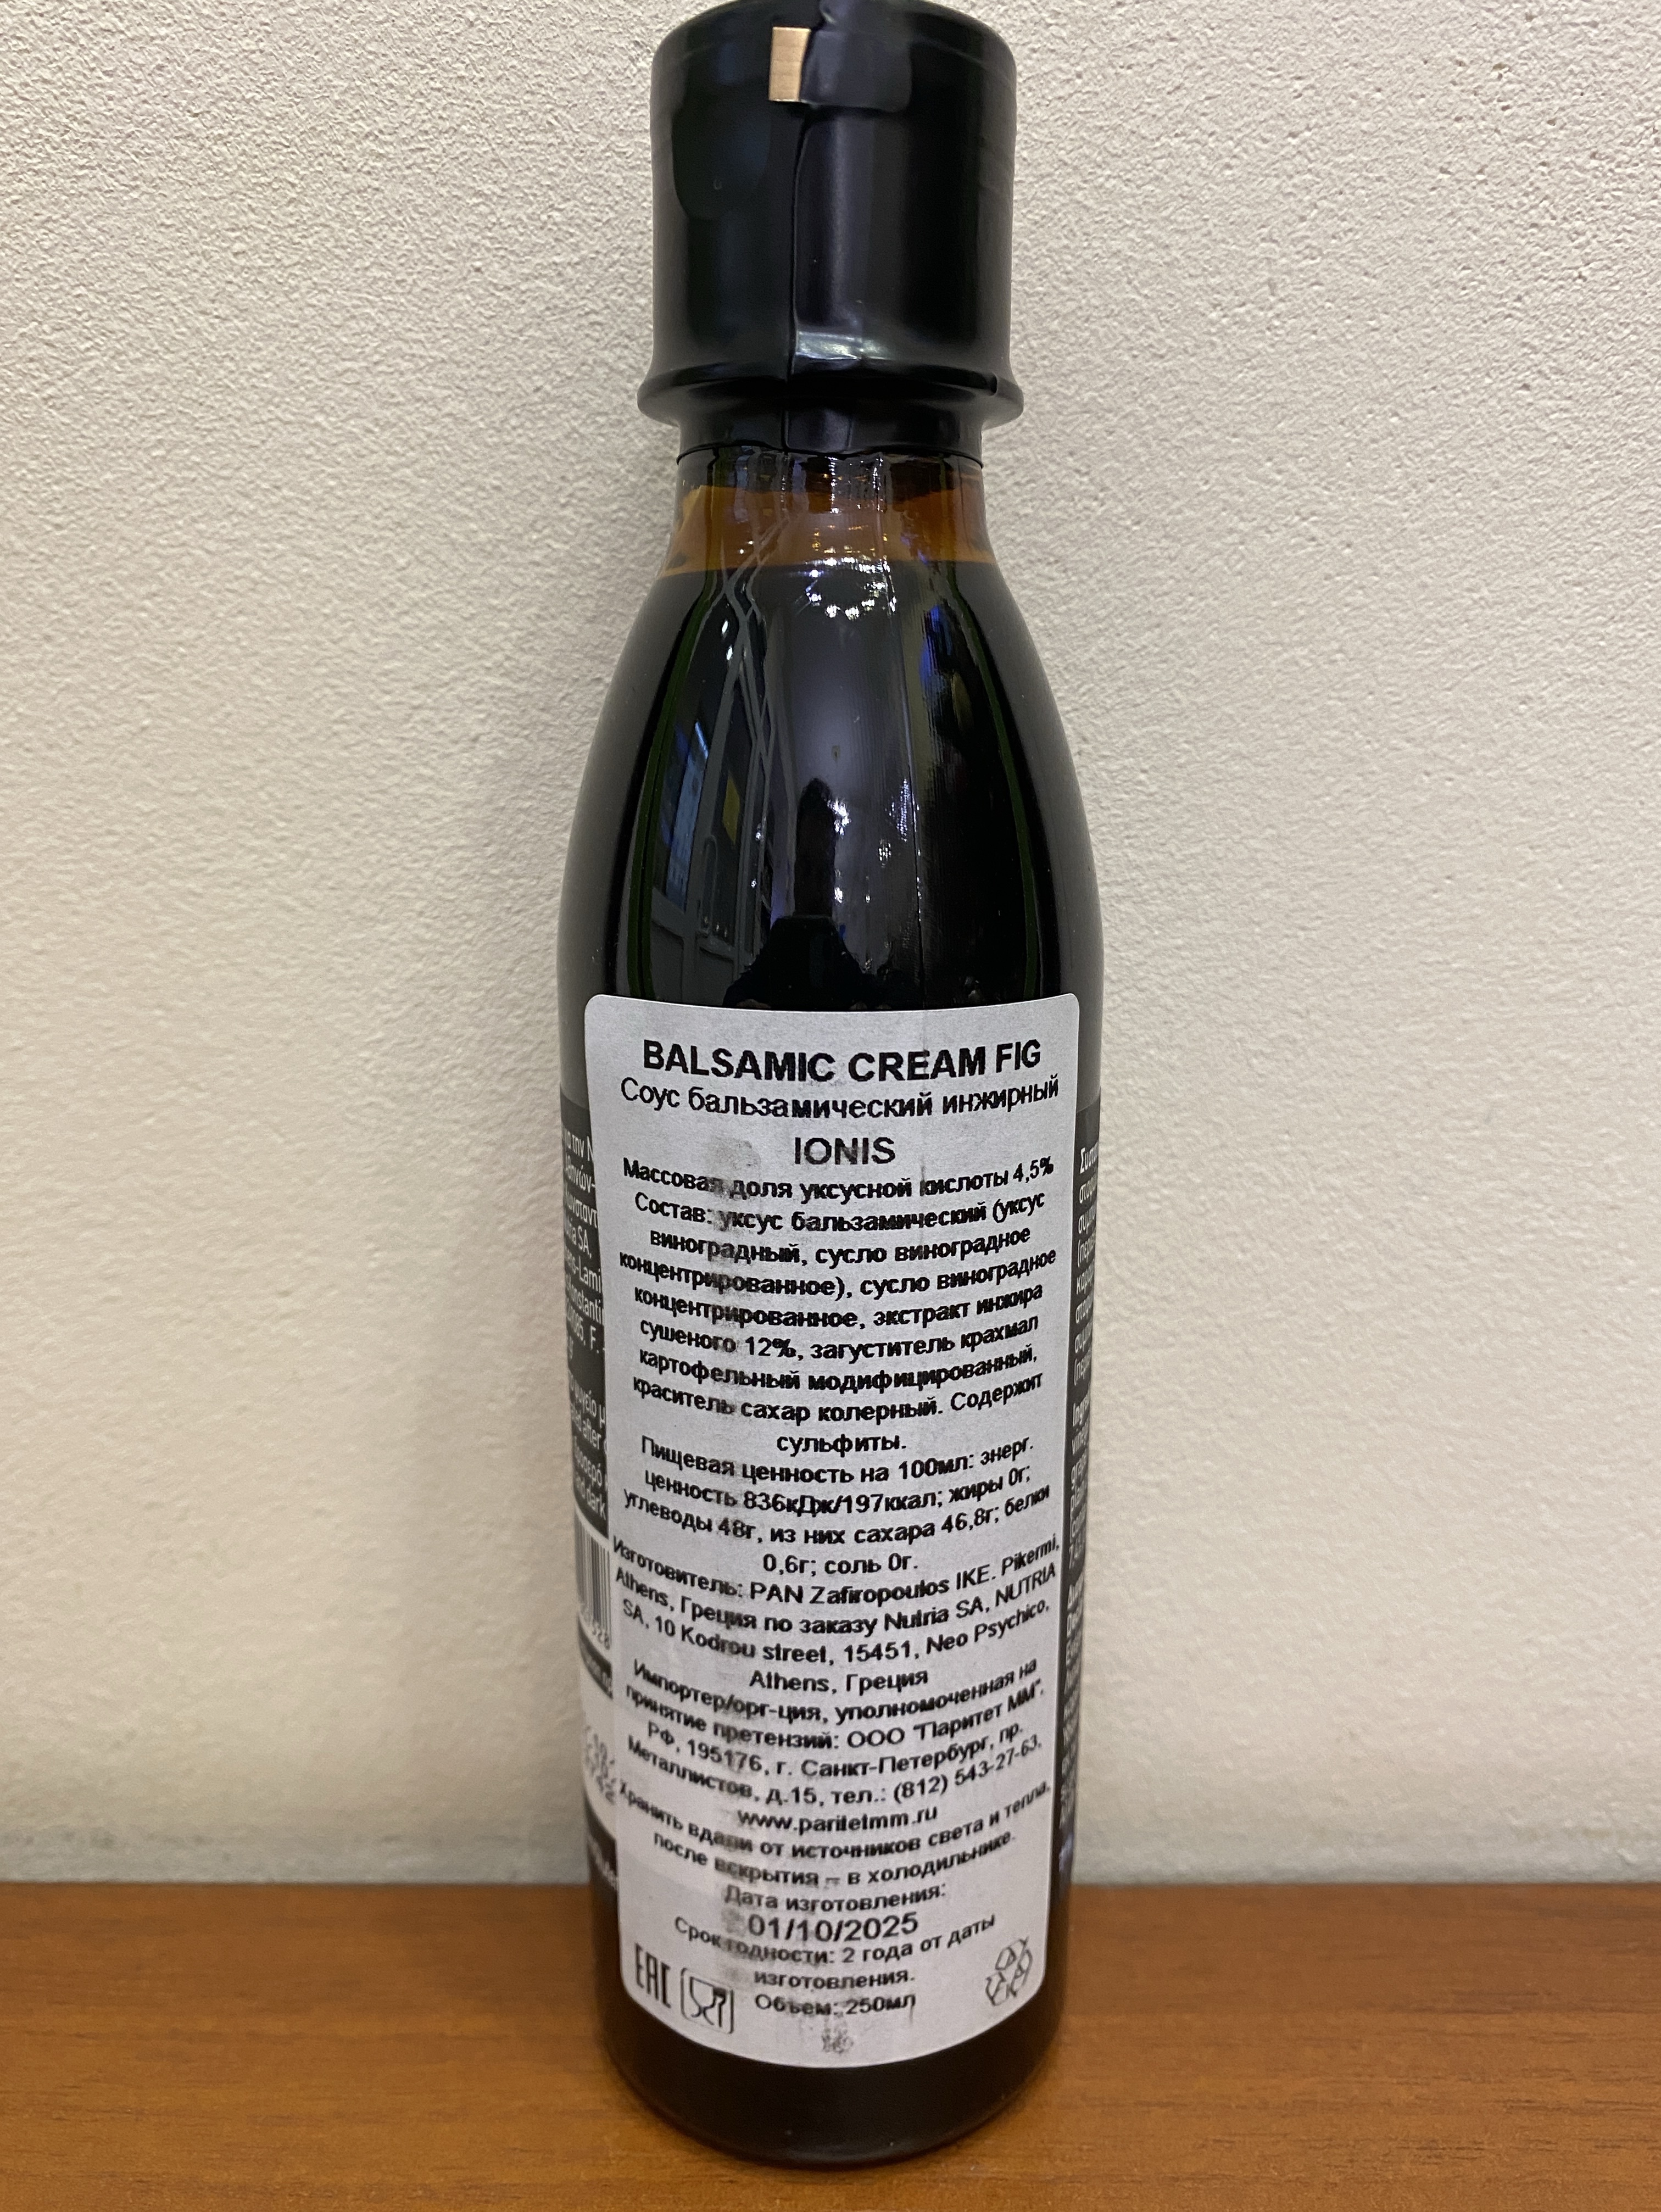 BALSAMIC CREAM FIG
Соус бальзамический инжирный
IONIS
Массовая доля уксусной кислоты 4,5%
Состав: уксус бальзамический (уксус
виноградный, сусло виноградное
концентрированное), сусло виноградное
концентрированное, экстракт инжира
сушеного 12%, загуститель крахмал
картофельный модифицированный,
краситель сахар колерный. Содержит
сульфиты.
Пищевая ценность на 100мл: энерг.
ценность 836кДж/197ккал; жиры 0г;
углеводы 48г, из них сахара 46,8г; белки
0,6г; соль 0г.
Изготовитель: PAN Zafiropoulos IKE. Pikermi,
Athens, Греция по заказу Nutria SA, NUTRIA
SA, 10 Kodrou street, 15451, Neo Psychico,
Athens, Греция
Импортер/орг-ция, уполномоченная на
принятие претензий: ООО "Паритет ММ".
РФ, 195176, г. Санкт-Петербург, пр.
Металлистов, д.15, тел.: (812) 543-27-63,
www.paritetmm.ru
Хранить вдали от источников света и тепла,
после вскрытия – в холодильнике.
Дата изготовления:
01/10/2025
Срок годности: 2 года от даты
изготовления.
Объем: 250мл
EAC